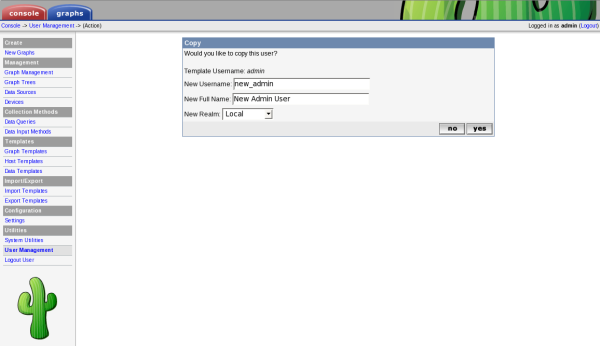 console graphs
Console -> User Management -> (Action)
Logged in as admin (Logout)
Create
New Graphs
Management
Graph Management
Graph Trees
Data Sources
Devices
Collection Methods
Data Queries
Data Input Methods
Templates
Graph Templates
Host Templates
Data Templates
Import/Export
Import Templates
Export Templates
Configuration
Settings
Utilities
System Utilities
User Management
Logout User
Copy
Would you like to copy this user?
Template Username: admin
New Username: new_admin
New Full Name: New Admin User
New Realm: Local
no yes